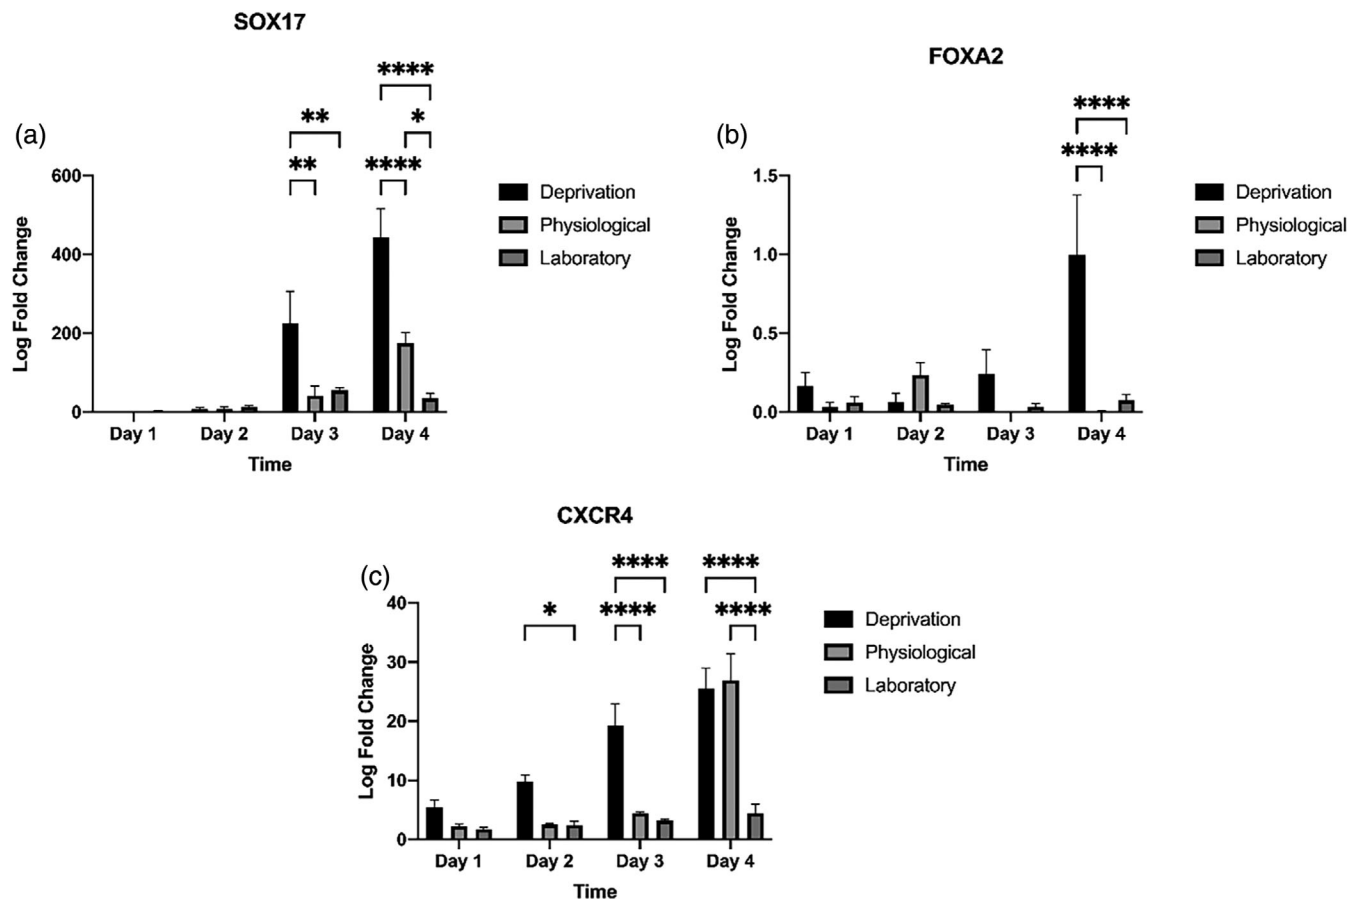 SOX17
(a)
****
** *
** ****
600
400
200
0
Log Fold Change
Day 1 Day 2 Day 3 Day 4
Time
Deprivation
Physiological
Laboratory
FOXA2
(b)
****
****
1.5
1.0
0.5
0.0
Log Fold Change
Day 1 Day 2 Day 3 Day 4
Time
Deprivation
Physiological
Laboratory
CXCR4
(c)
**** ****
* **** ****
40
30
20
10
0
Log Fold Change
Day 1 Day 2 Day 3 Day 4
Time
Deprivation
Physiological
Laboratory